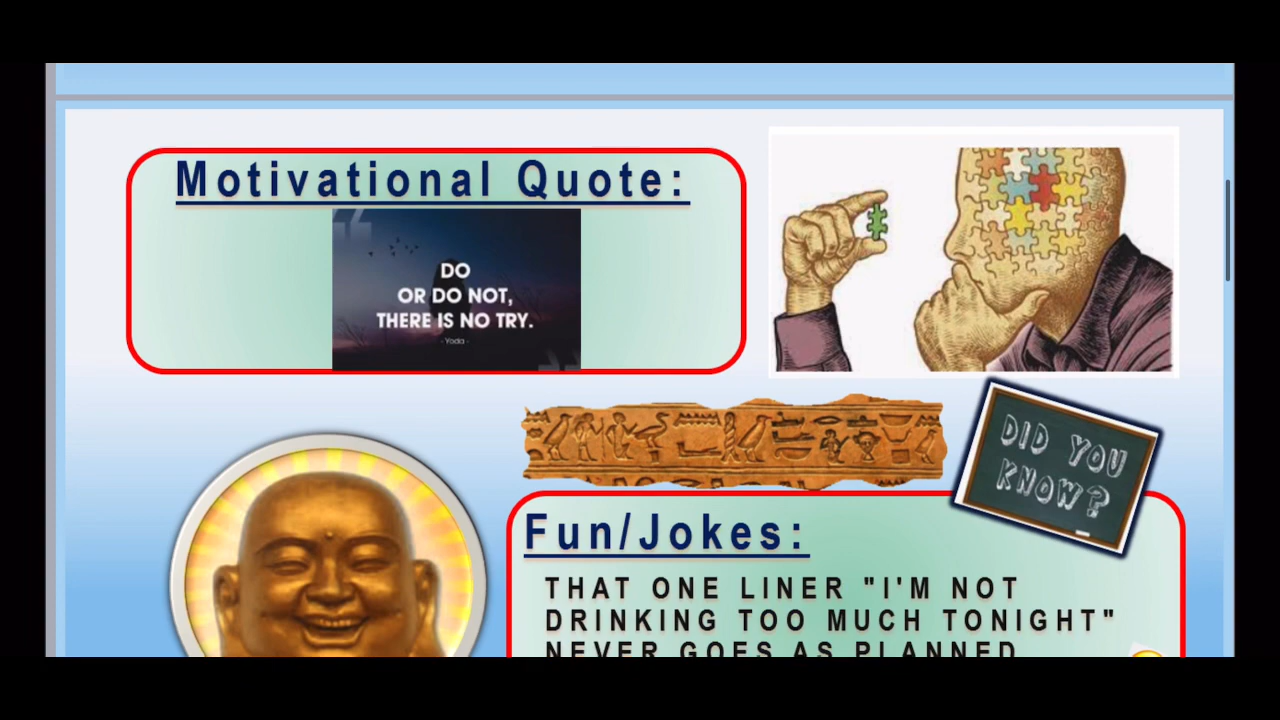 Motivational Quote:
DO
OR DO NOT,
THERE IS NO TRY.
- Yoda -
DID YOU
KNOW?
Fun/Jokes:
THAT ONE LINER "I'M NOT
DRINKING TOO MUCH TONIGHT"
NEVER GOES AS PLANNED